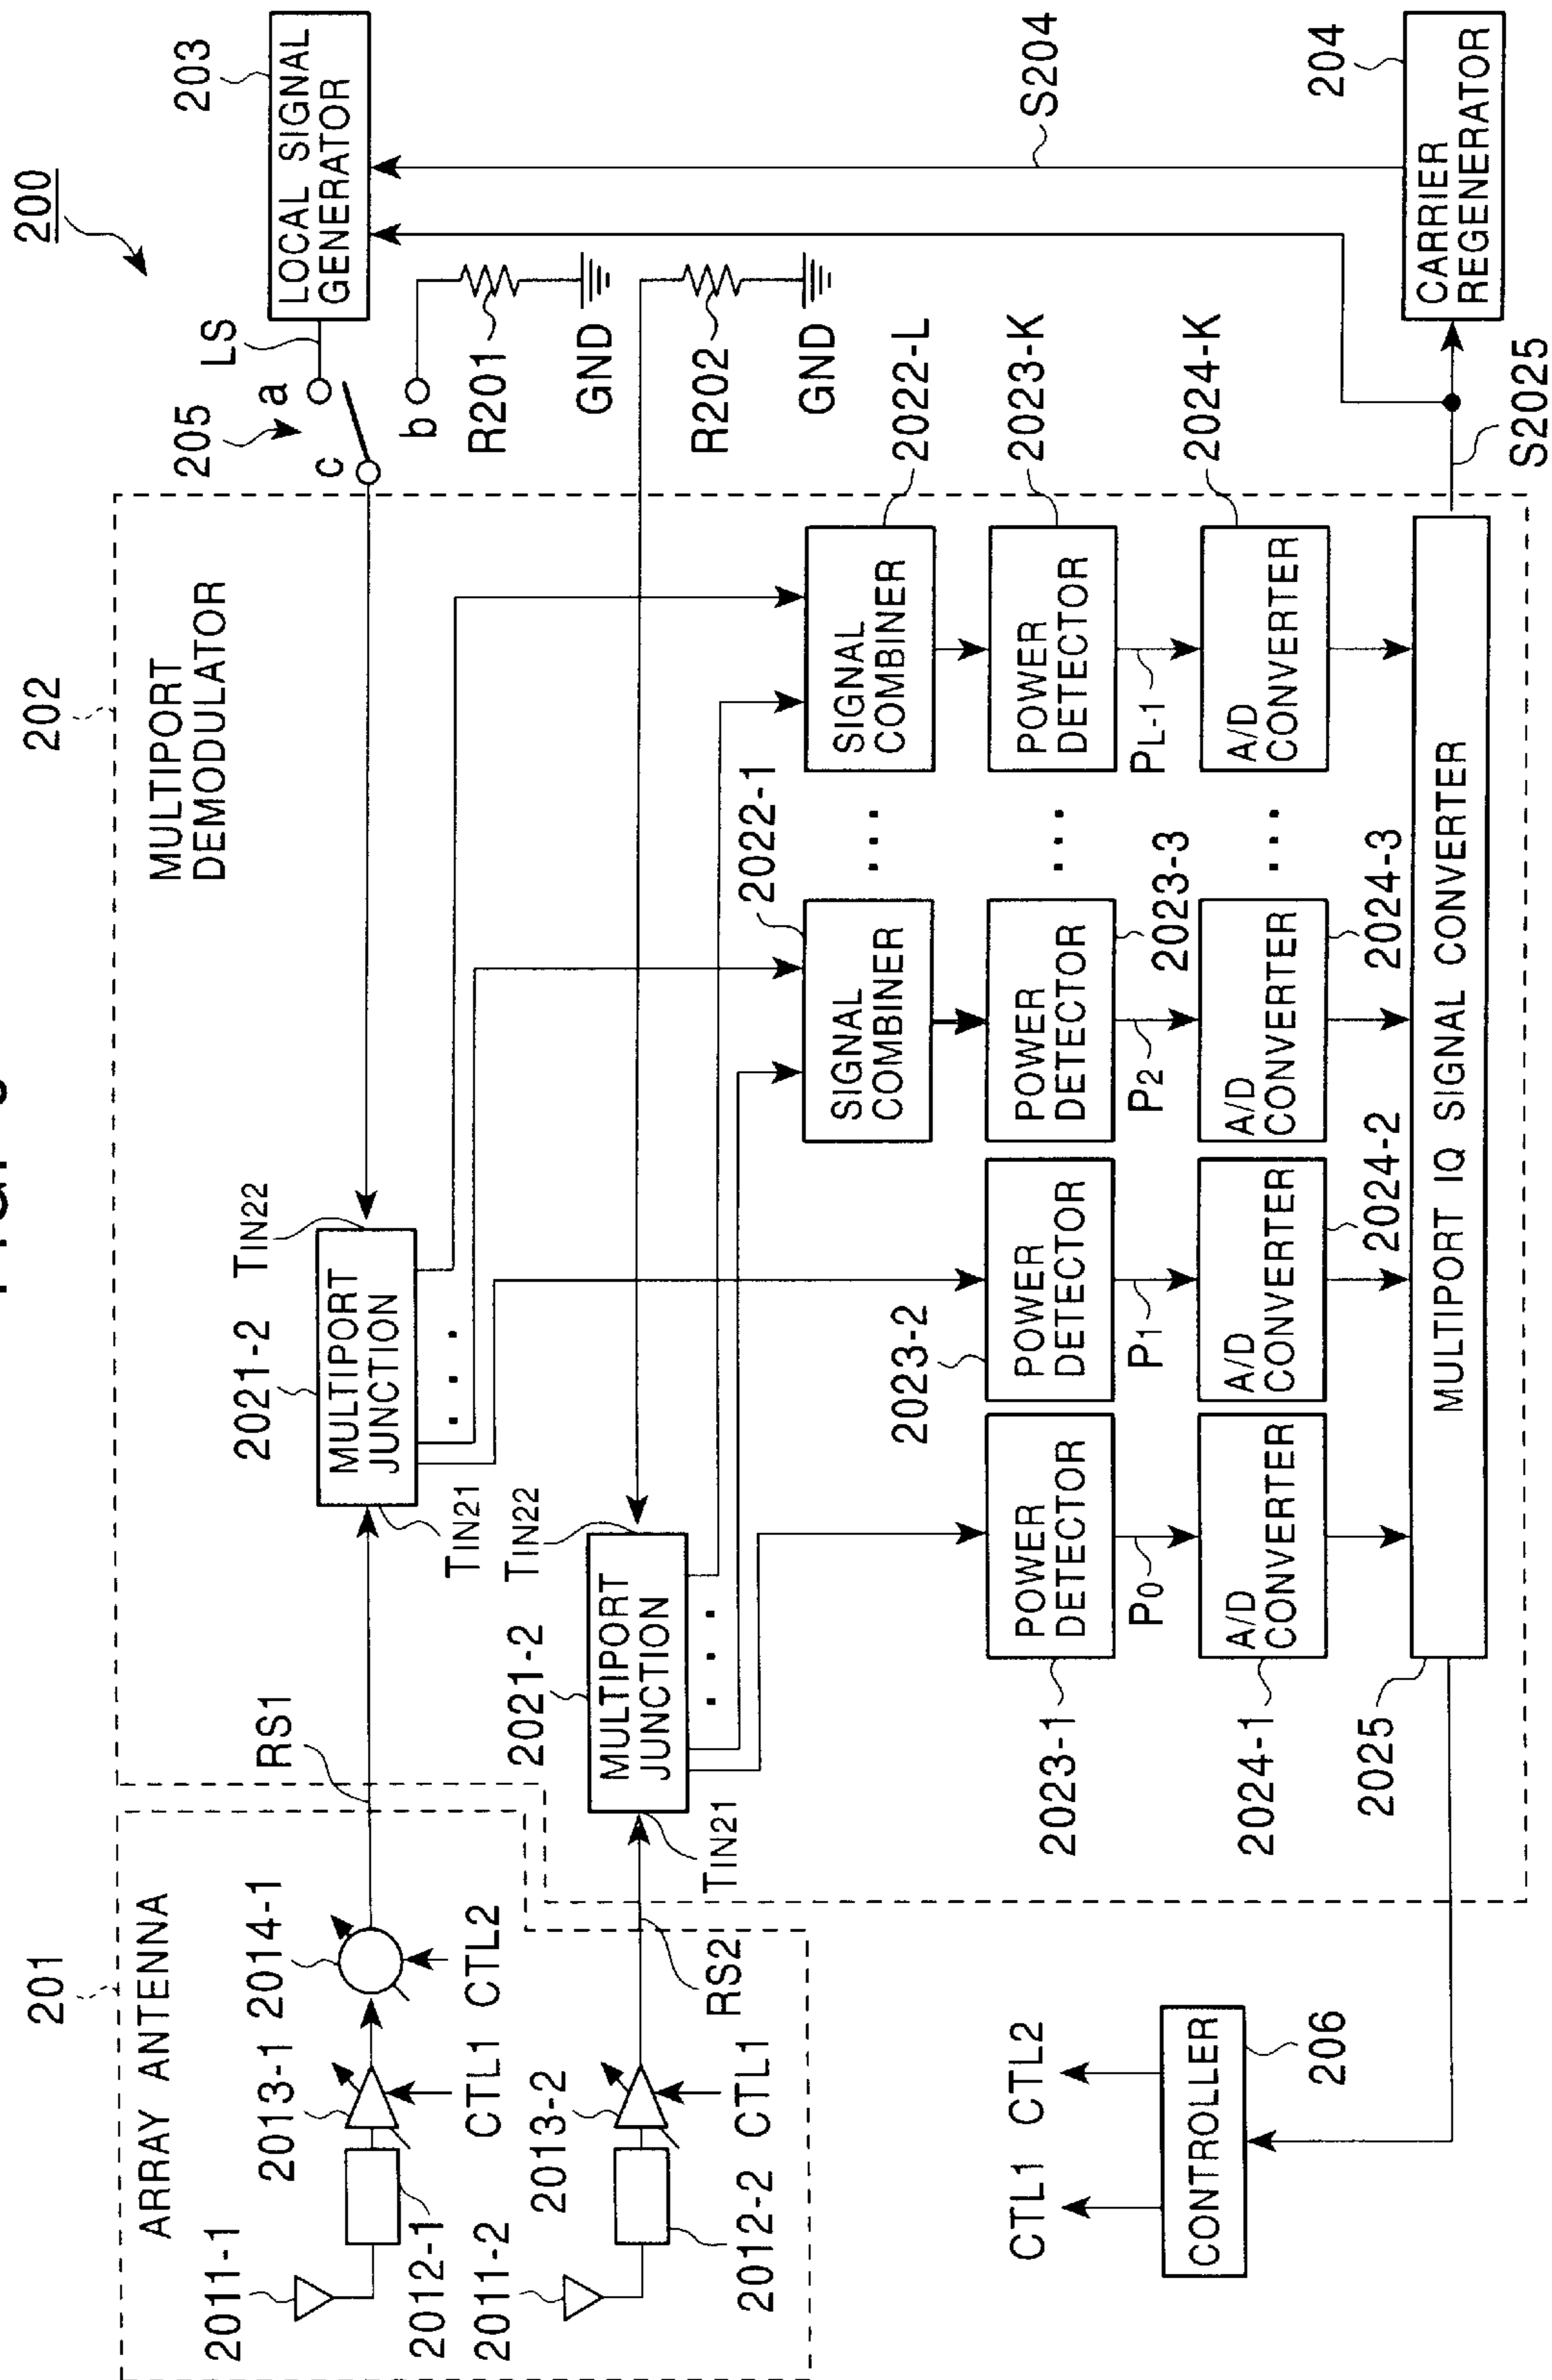 200
201
202
203
ARRAY ANTENNA
MULTIPORT
DEMODULATOR
LOCAL SIGNAL
GENERATOR
2011-1
2012-1
2013-1
2014-1
CTL1
CTL2
RS1
2021-2
MULTIPORT
JUNCTION
TIN21
TIN22
205
a
b
c
LS
R201
GND
2011-2
2012-2
2013-2
CTL1
RS2
2021-2
MULTIPORT
JUNCTION
TIN21
TIN22
R202
GND
S204
2022-1
SIGNAL
COMBINER
...
2022-L
SIGNAL
COMBINER
2023-1
POWER
DETECTOR
2023-2
POWER
DETECTOR
2023-3
POWER
DETECTOR
...
2023-K
POWER
DETECTOR
P0
P1
P2
PL-1
2024-1
A/D
CONVERTER
2024-2
A/D
CONVERTER
2024-3
A/D
CONVERTER
...
2024-K
A/D
CONVERTER
2025
MULTIPORT IQ SIGNAL CONVERTER
S2025
204
CARRIER
REGENERATOR
CTL1
CTL2
CONTROLLER
206